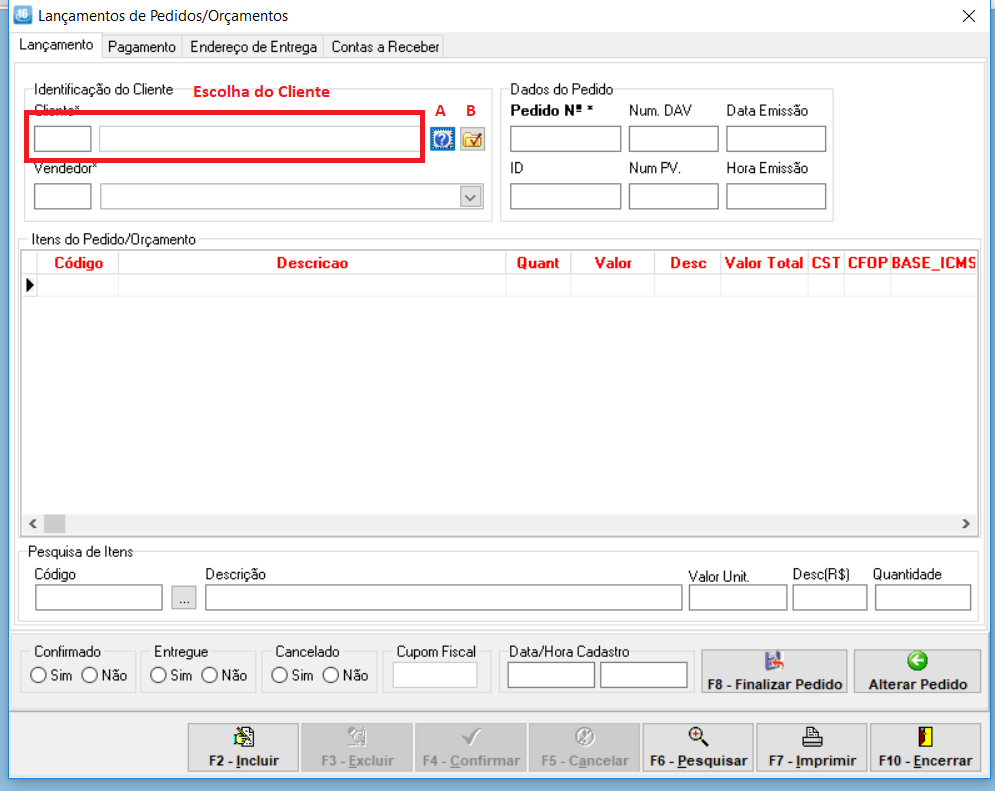 Lançamentos de Pedidos/Orçamentos
Lançamento Pagamento Endereço de Entrega Contas a Receber
Identificação do Cliente Escolha do Cliente
Cliente*
A B
Vendedor*
Dados do Pedido
Pedido Nº * Num. DAV Data Emissão
ID Num PV. Hora Emissão
Itens do Pedido/Orçamento
Código Descricao Quant Valor Desc Valor Total CST CFOP BASE_ICMS
Pesquisa de Itens
Código Descrição Valor Unit. Desc(R$) Quantidade
...
Confirmado Entregue Cancelado Cupom Fiscal Data/Hora Cadastro
Sim Não Sim Não Sim Não
F8 - Finalizar Pedido Alterar Pedido
F2 - Incluir F3 - Excluir F4 - Confirmar F5 - Cancelar F6 - Pesquisar F7 - Imprimir F10 - Encerrar